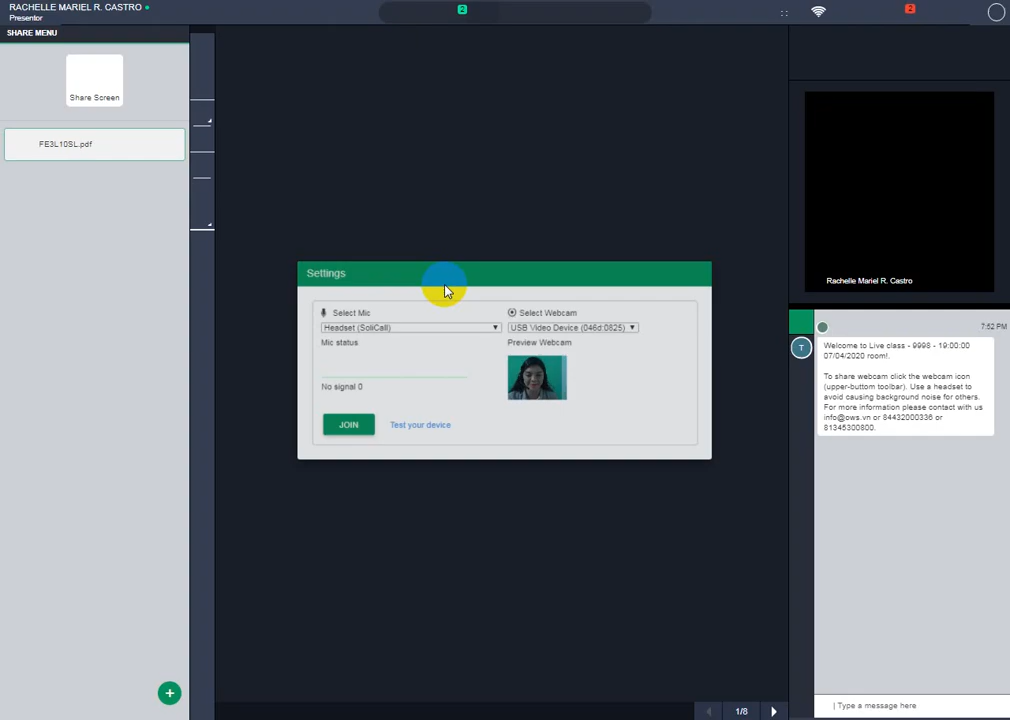 RACHELLE MARIEL R. CASTRO
Presentor
2
2
SHARE MENU
Share Screen
FE3L10SL.pdf
Settings
Select Mic
Select Webcam
Headset (SoliCall)
USB Video Device (046d:0825)
Mic status
Preview Webcam
No signal 0
JOIN
Test your device
Rachelle Mariel R. Castro
7:52 PM
T
Welcome to Live class - 9998 - 19:00:00
07/04/2020 room!.
To share webcam click the webcam icon
(upper-buttom toolbar). Use a headset to
avoid causing background noise for others.
For more information please contact with us
info@ows.vn or 84432000336 or
81345300800.
+
1/8
Type a message here